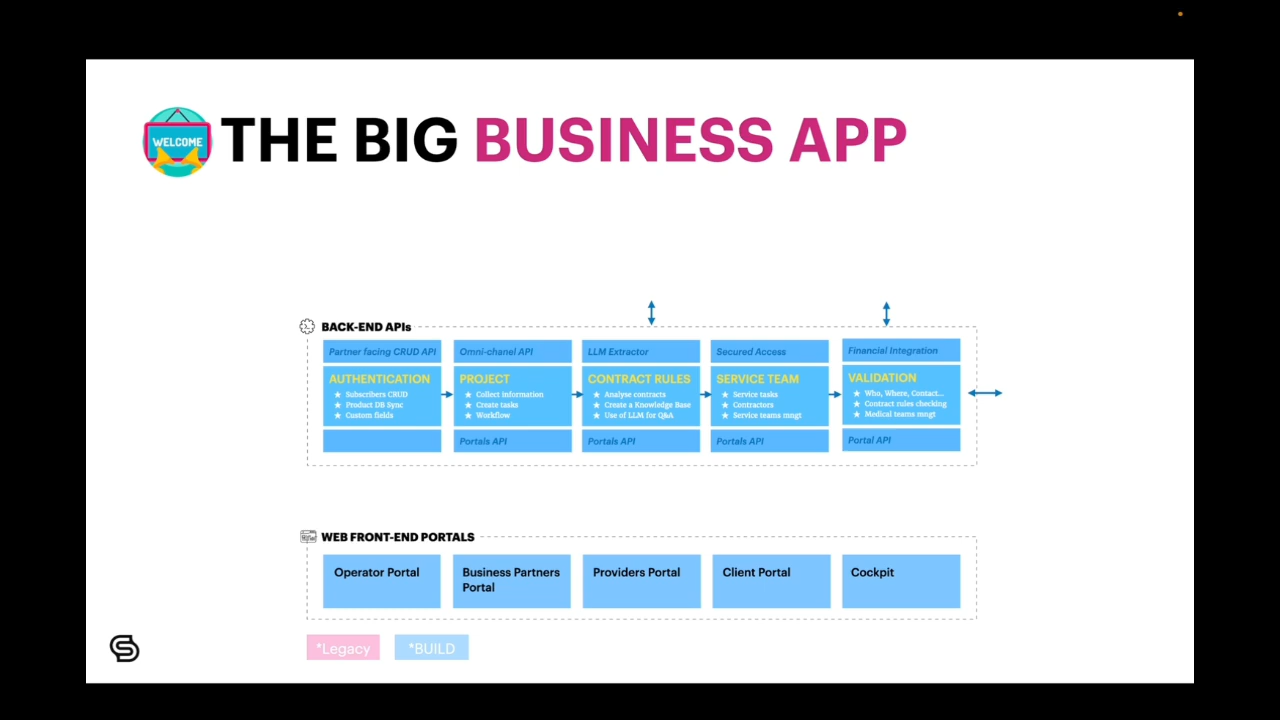 WELCOME
THE BIG BUSINESS APP
BACK-END APIs
Partner facing CRUD API
AUTHENTICATION
★ Subscribers CRUD
★ Product DB Sync
★ Custom fields
Omni-chanel API
PROJECT
★ Collect information
★ Create tasks
★ Workflow
Portals API
LLM Extractor
CONTRACT RULES
★ Analyse contracts
★ Create a Knowledge Base
★ Use of LLM for Q&A
Portals API
Secured Access
SERVICE TEAM
★ Service tasks
★ Contractors
★ Service teams mngt
Portals API
Financial Integration
VALIDATION
★ Who, Where, Contact...
★ Contract rules checking
★ Medical teams mngt
Portal API
WEB FRONT-END PORTALS
Operator Portal
Business Partners
Portal
Providers Portal
Client Portal
Cockpit
*Legacy
*BUILD